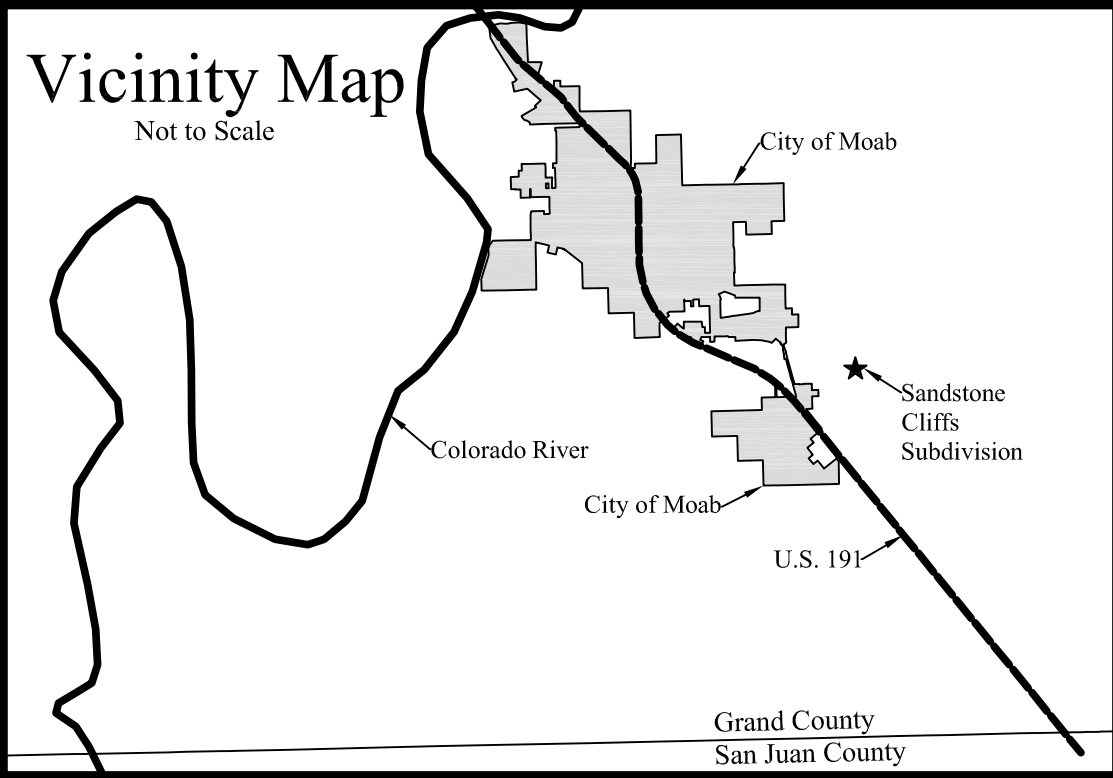 Vicinity Map
Not to Scale
City of Moab
Sandstone
Cliffs
Subdivision
Colorado River
City of Moab
U.S. 191
Grand County
San Juan County